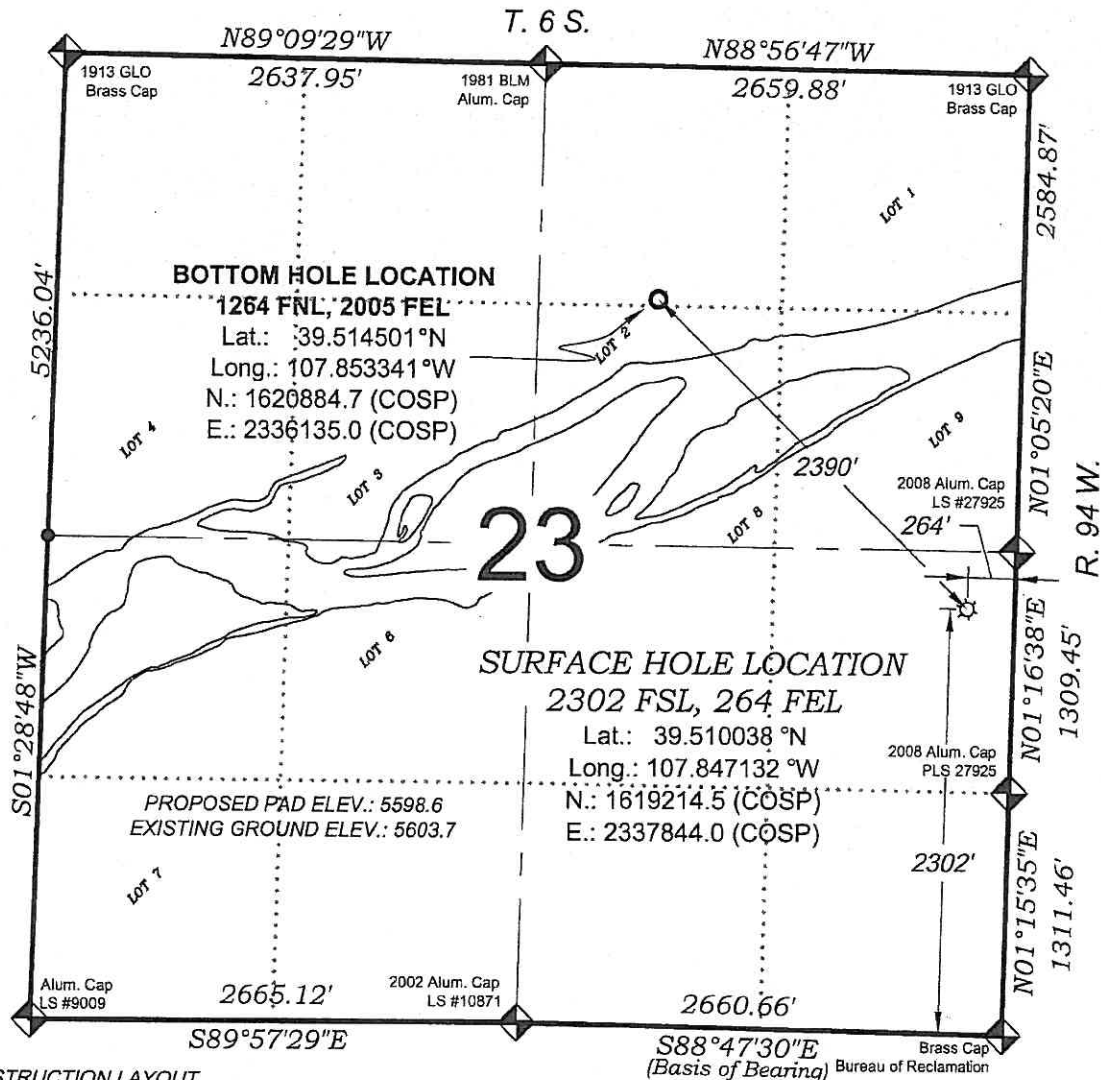 T. 6 S.
N89°09'29"W
N88°56'47"W
1913 GLO
Brass Cap
2637.95'
1981 BLM
Alum. Cap
2659.88'
1913 GLO
Brass Cap
2584.87'
LOT 1
BOTTOM HOLE LOCATION
1264 FNL, 2005 FEL
Lat.: 39.514501°N
Long.: 107.853341°W
N.: 1620884.7 (COSP)
E.: 2336135.0 (COSP)
5236.04'
LOT 2
LOT 4
LOT 3
LOT 9
N01°05'20"E
2390'
2008 Alum. Cap
LS #27925
264'
R. 94 W.
LOT 8
23
LOT 6
SURFACE HOLE LOCATION
2302 FSL, 264 FEL
Lat.: 39.510038 °N
Long.: 107.847132 °W
N.: 1619214.5 (COSP)
E.: 2337844.0 (COSP)
N01°16'38"E
1309.45'
2008 Alum. Cap
PLS 27925
S01°28'48"W
PROPOSED PAD ELEV.: 5598.6
EXISTING GROUND ELEV.: 5603.7
LOT 7
2302'
N01°15'35"E
1311.46'
Alum. Cap
LS #9009
2665.12'
2002 Alum. Cap
LS #10871
2660.66'
S89°57'29"E
S88°47'30"E
(Basis of Bearing)
Brass Cap
Bureau of Reclamation
STRUCTION LAYOUT